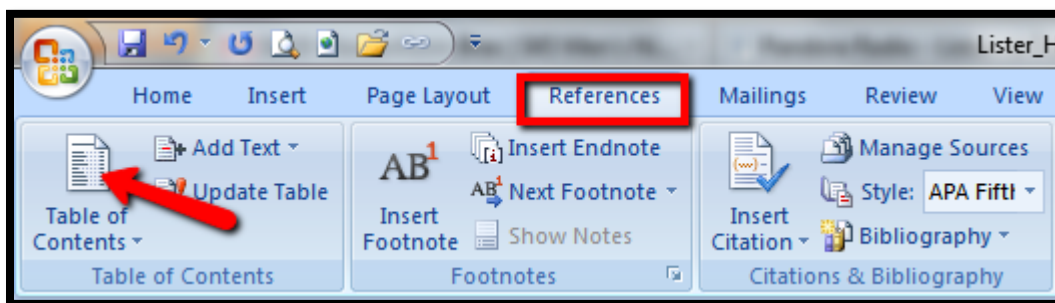 Lister_H
Home Insert Page Layout References Mailings Review View
Table of Contents
Add Text
Update Table
Table of Contents
AB1
Insert Footnote
Insert Endnote
AB1 Next Footnote
Show Notes
Footnotes
Insert Citation
Manage Sources
Style: APA Fifth
Bibliography
Citations & Bibliography